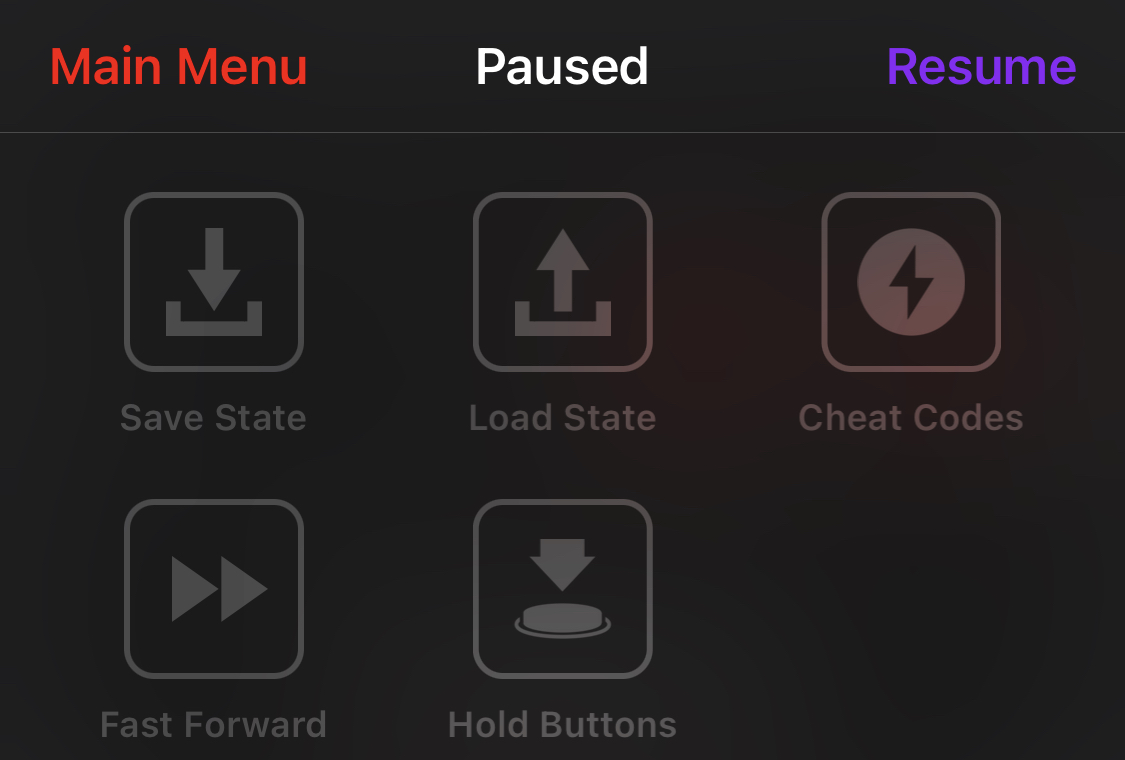 Main Menu Paused Resume
Save State Load State Cheat Codes
Fast Forward Hold Buttons